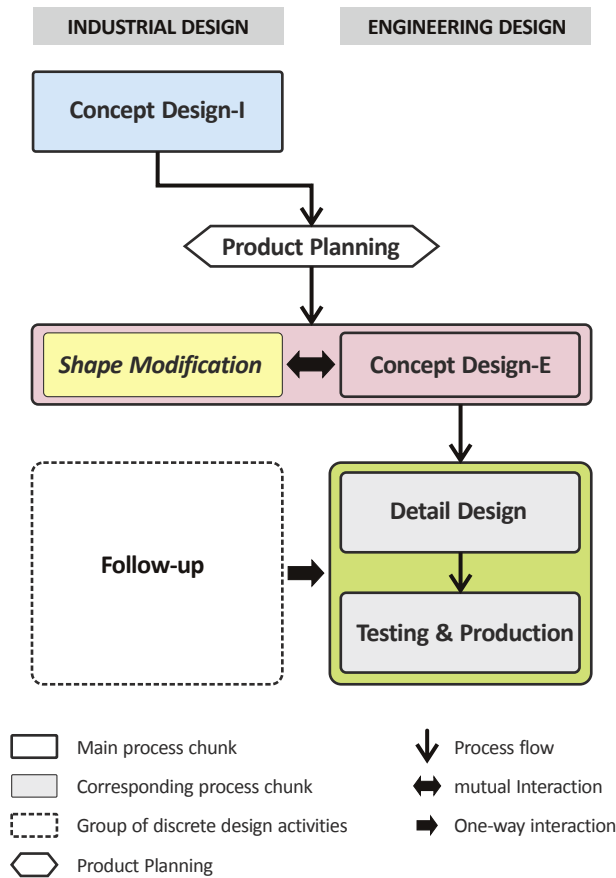 INDUSTRIAL DESIGN
ENGINEERING DESIGN
Concept Design-I
Product Planning
Shape Modification
Concept Design-E
Detail Design
Follow-up
Testing & Production
Main process chunk
Process flow
Corresponding process chunk
mutual Interaction
Group of discrete design activities
One-way interaction
Product Planning